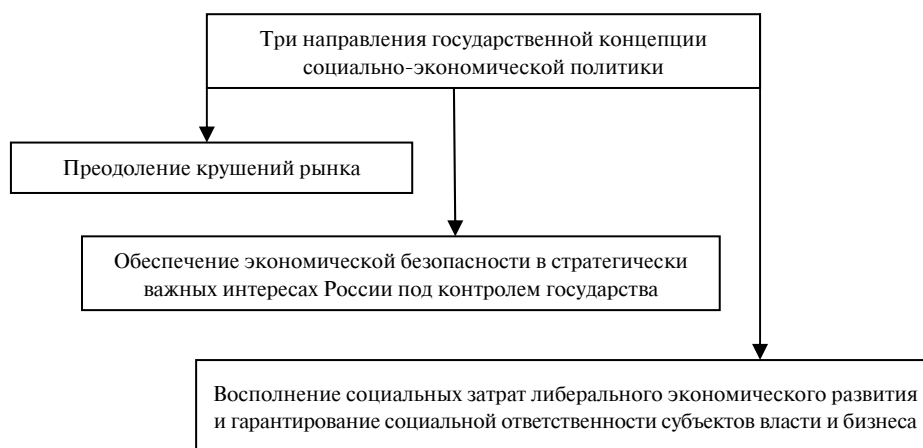 Три направления государственной концепции
социально-экономической политики
Преодоление крушений рынка
Обеспечение экономической безопасности в стратегически
важных интересах России под контролем государства
Восполнение социальных затрат либерального экономического развития
и гарантирование социальной ответственности субъектов власти и бизнеса